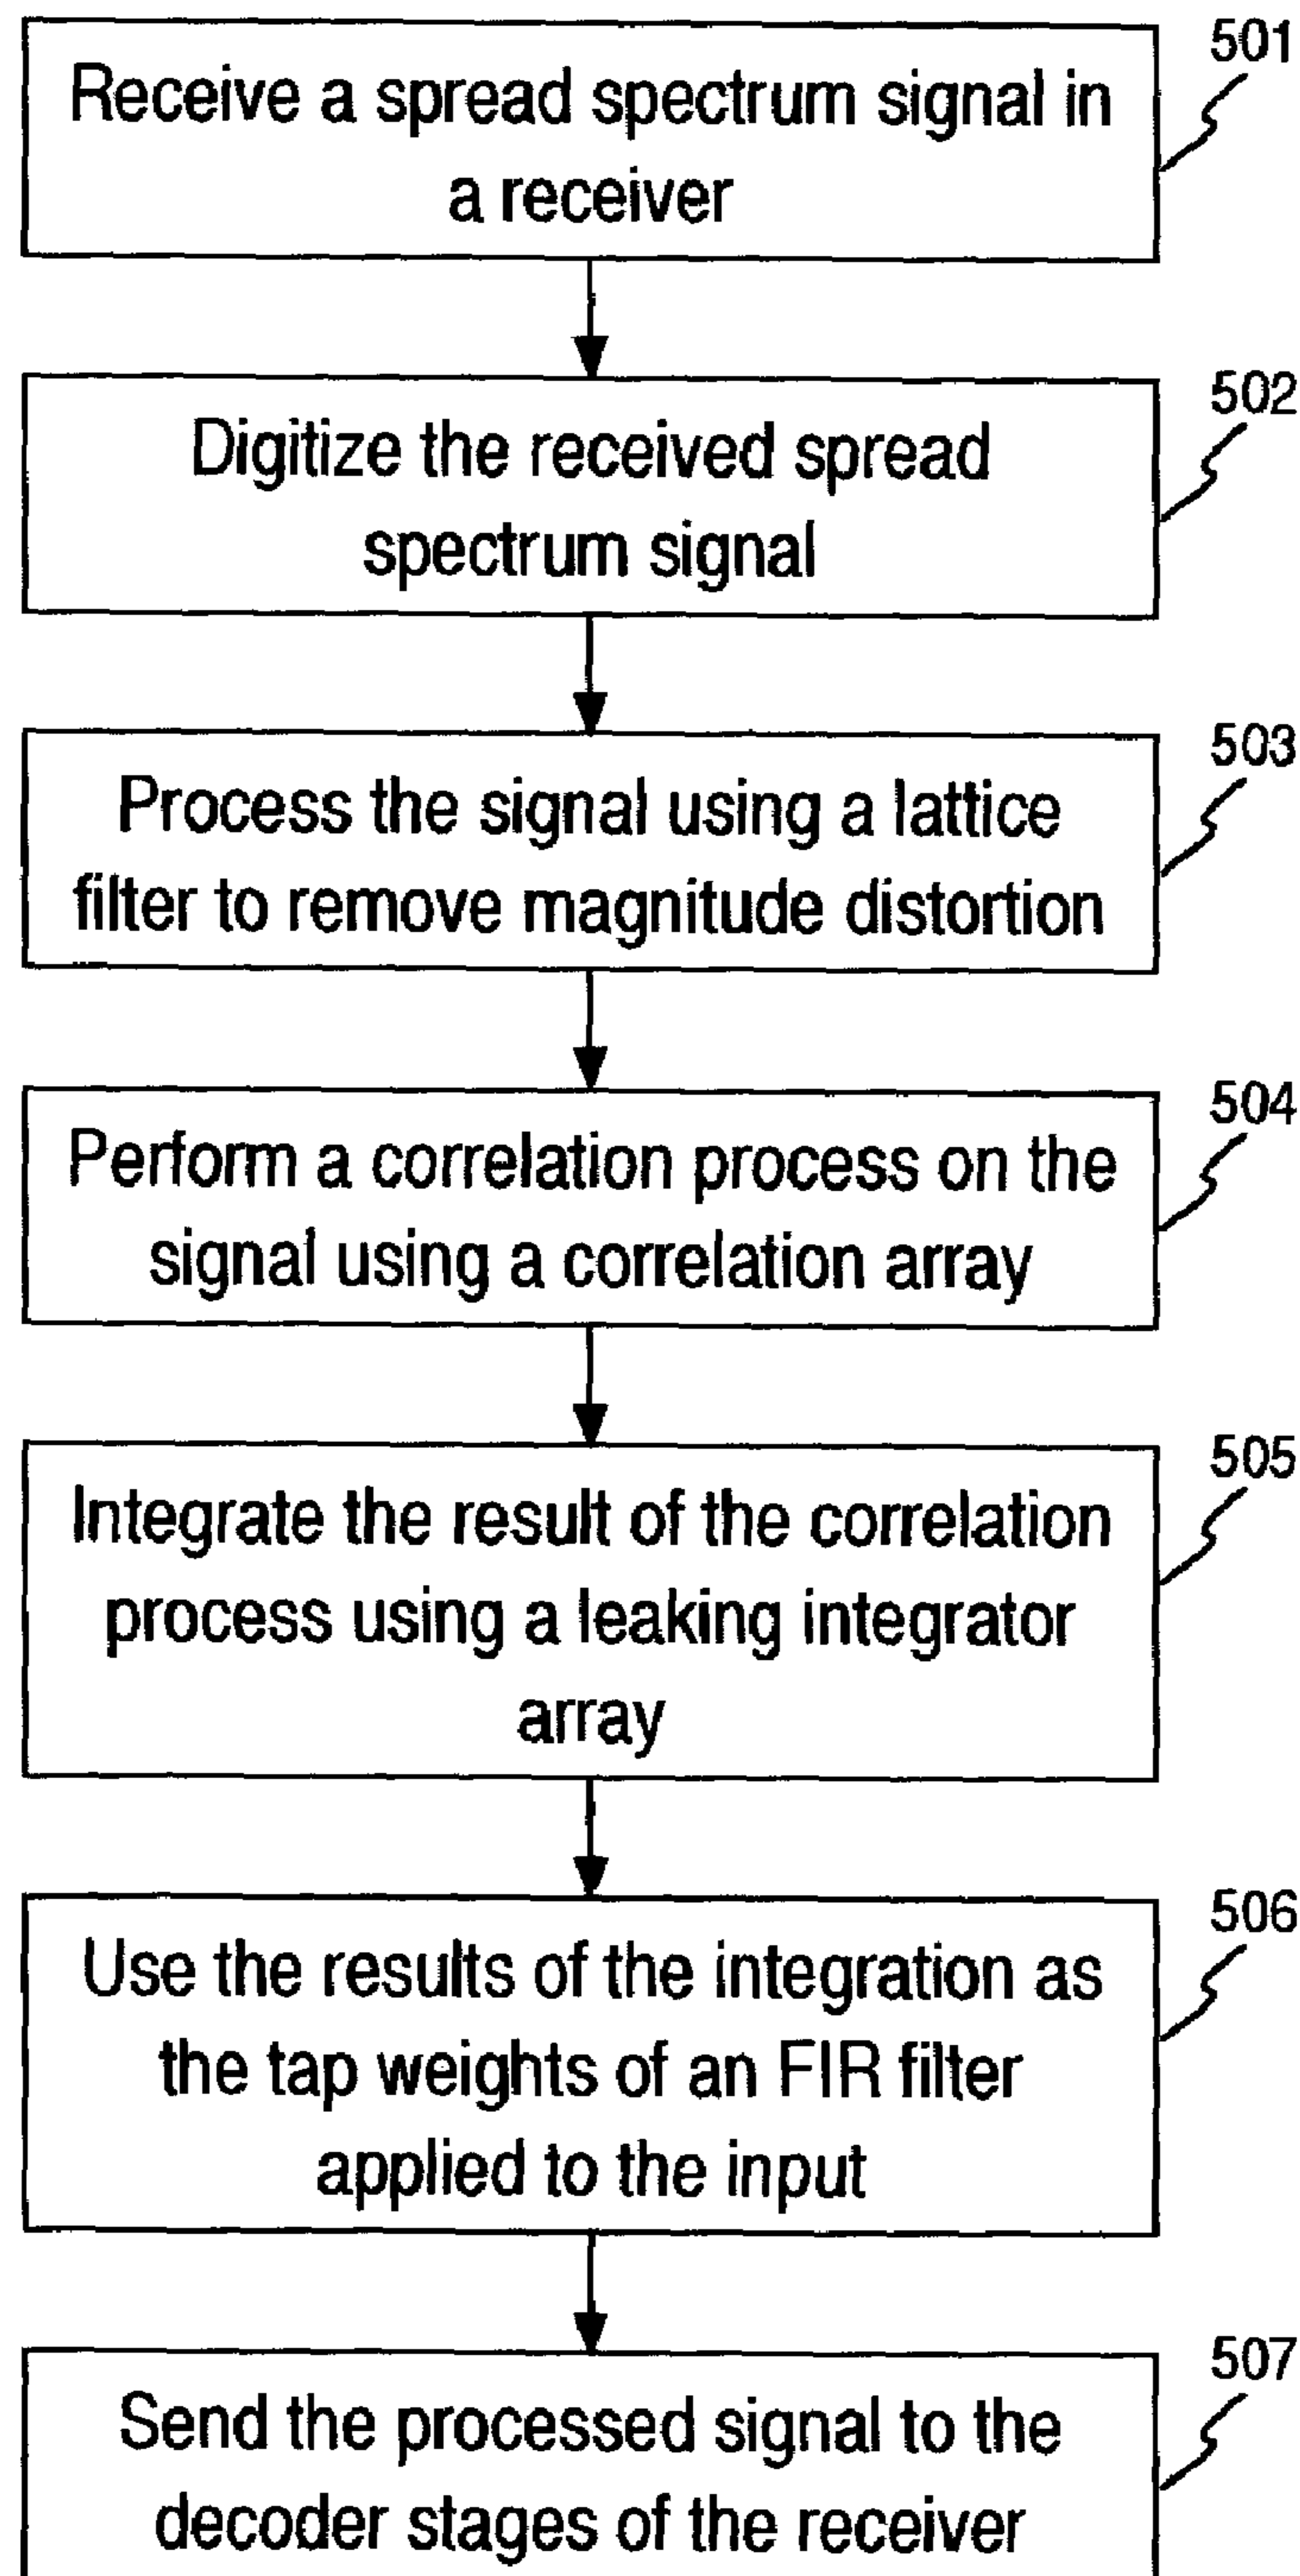 501
Receive a spread spectrum signal in
a receiver
502
Digitize the received spread
spectrum signal
503
Process the signal using a lattice
filter to remove magnitude distortion
504
Perform a correlation process on the
signal using a correlation array
505
Integrate the result of the correlation
process using a leaking integrator
array
506
Use the results of the integration as
the tap weights of an FIR filter
applied to the input
507
Send the processed signal to the
decoder stages of the receiver